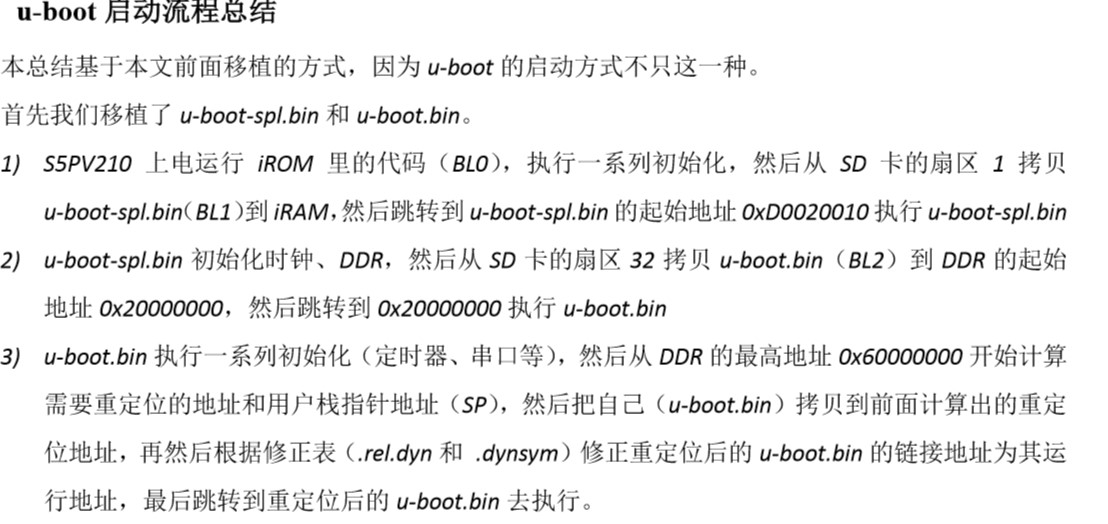 u-boot 启动流程总结
本总结基于本文前面移植的方式，因为 u-boot 的启动方式不只这一种。
首先我们移植了 u-boot-spl.bin 和 u-boot.bin。
1) S5PV210 上电运行 iROM 里的代码（BL0），执行一系列初始化，然后从 SD 卡的扇区 1 拷贝
u-boot-spl.bin（BL1）到 iRAM，然后跳转到 u-boot-spl.bin 的起始地址 0xD0020010 执行 u-boot-spl.bin
2) u-boot-spl.bin 初始化时钟、DDR，然后从 SD 卡的扇区 32 拷贝 u-boot.bin（BL2）到 DDR 的起始
地址 0x20000000，然后跳转到 0x20000000 执行 u-boot.bin
3) u-boot.bin 执行一系列初始化（定时器、串口等），然后从 DDR 的最高地址 0x60000000 开始计算
需要重定位的地址和用户栈指针地址（SP），然后把自己（u-boot.bin）拷贝到前面计算出的重定
位地址，再然后根据修正表（.rel.dyn 和 .dynsym）修正重定位后的 u-boot.bin 的链接地址为其运
行地址，最后跳转到重定位后的 u-boot.bin 去执行。